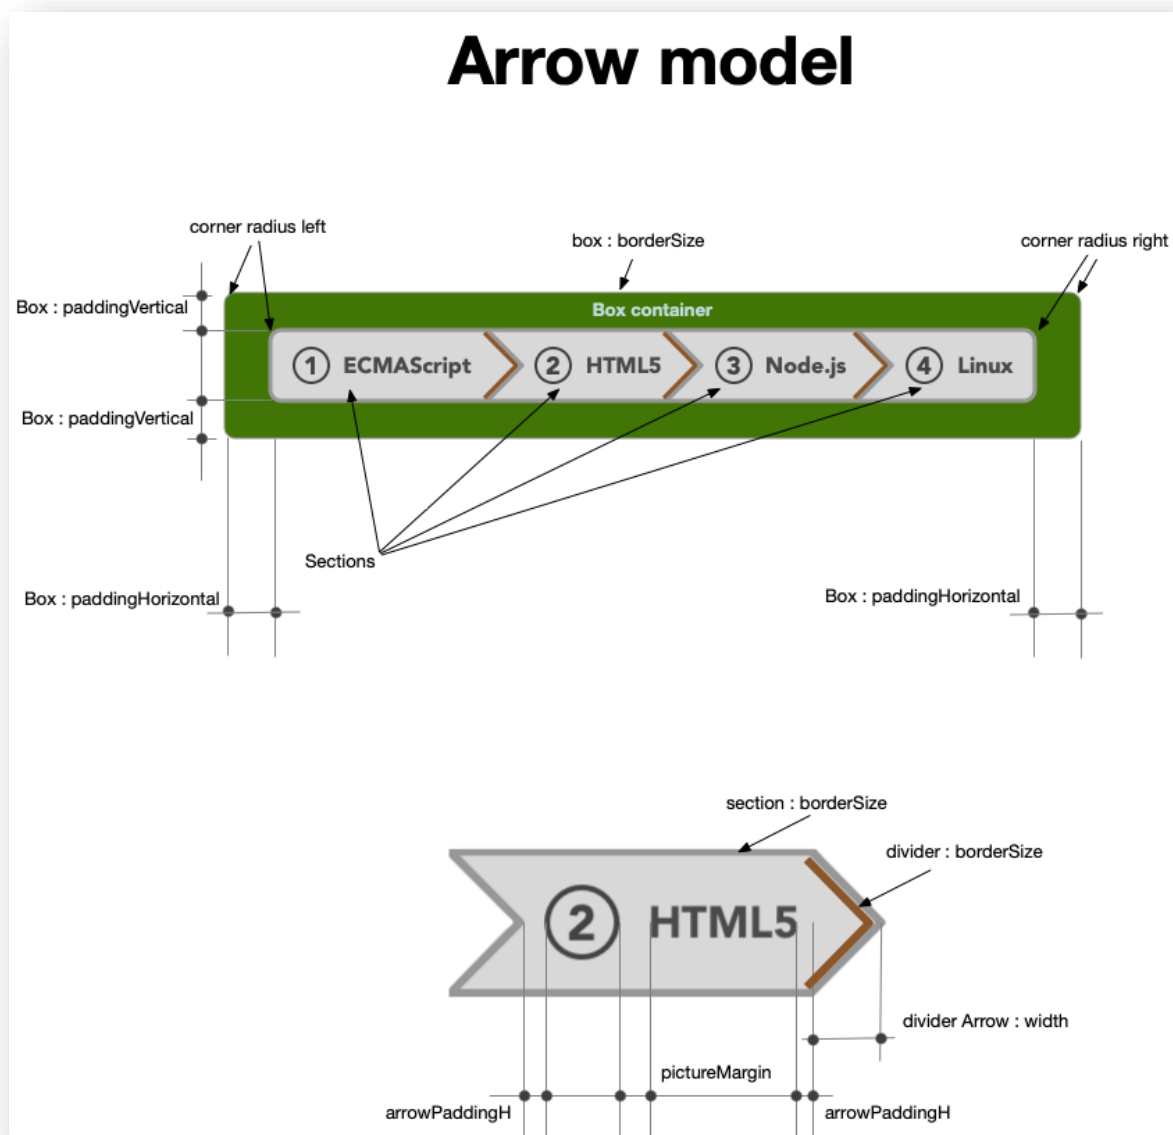 Arrow model
corner radius left
box : borderSize
corner radius right
Box : paddingVertical
Box container
1 ECMAScript 2 HTML5 3 Node.js 4 Linux
Box : paddingVertical
Sections
Box : paddingHorizontal
Box : paddingHorizontal
section : borderSize
divider : borderSize
2 HTML5
divider Arrow : width
pictureMargin
arrowPaddingH
arrowPaddingH